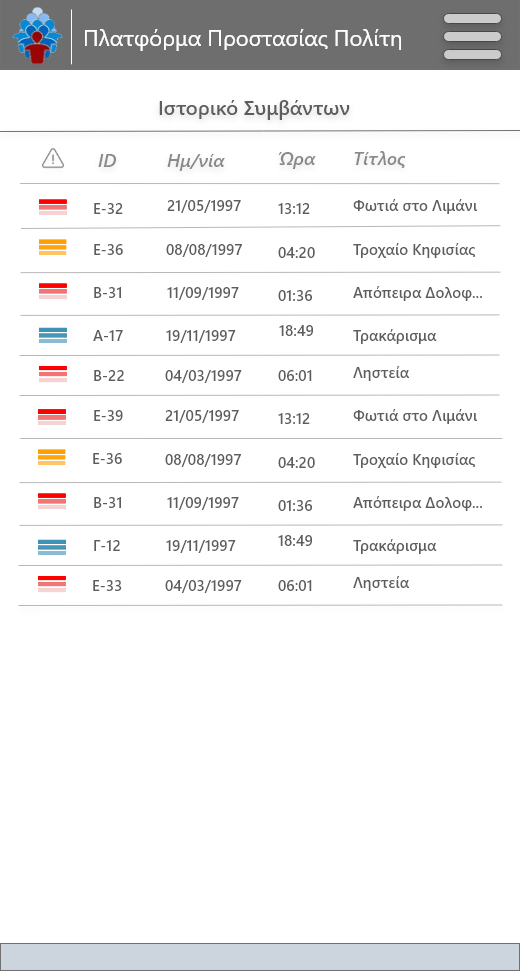 Πλατφόρμα Προστασίας Πολίτη
Ιστορικό Συμβάντων
ID Ημ/νία Ώρα Τίτλος
Ε-32 21/05/1997 13:12 Φωτιά στο Λιμάνι
Ε-36 08/08/1997 04:20 Τροχαίο Κηφισίας
Β-31 11/09/1997 01:36 Απόπειρα Δολοφ...
Α-17 19/11/1997 18:49 Τρακάρισμα
Β-22 04/03/1997 06:01 Ληστεία
Ε-39 21/05/1997 13:12 Φωτιά στο Λιμάνι
Ε-36 08/08/1997 04:20 Τροχαίο Κηφισίας
Β-31 11/09/1997 01:36 Απόπειρα Δολοφ...
Γ-12 19/11/1997 18:49 Τρακάρισμα
Ε-33 04/03/1997 06:01 Ληστεία